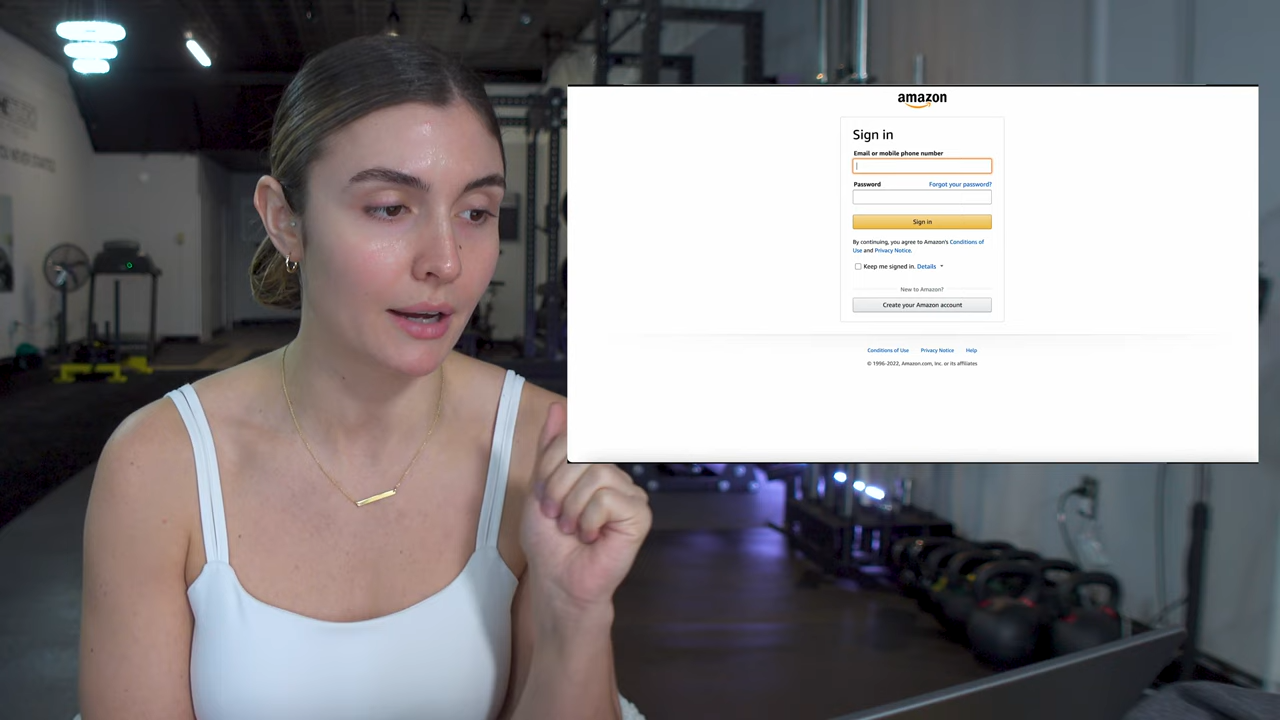 amazon
Sign in
Email or mobile phone number
Password Forgot your password?
Sign in
By continuing, you agree to Amazon's Conditions of
Use and Privacy Notice.
Keep me signed in. Details
New to Amazon?
Create your Amazon account
Conditions of Use Privacy Notice Help
© 1996-2022, Amazon.com, Inc. or its affiliates